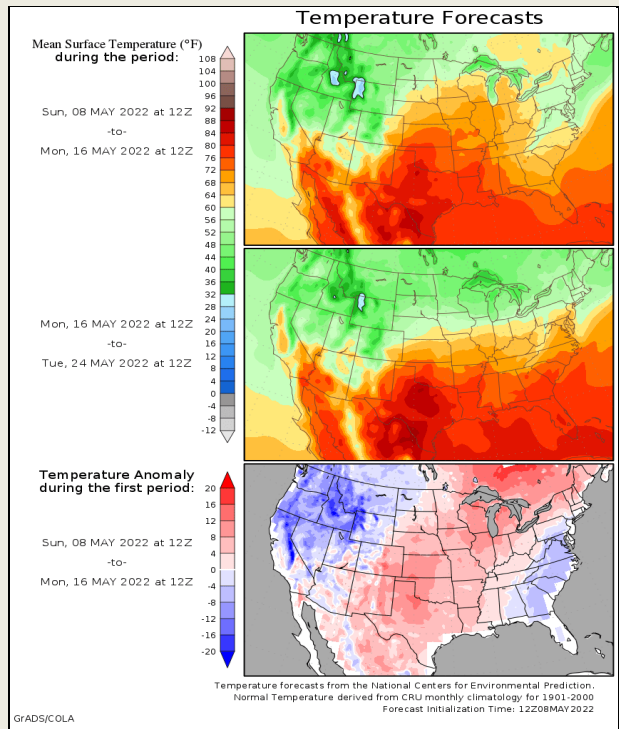 Temperature Forecasts
Mean Surface Temperature (°F)
during the period:
Sun, 08 MAY 2022 at 12Z
-to-
Mon, 16 MAY 2022 at 12Z
108
104
100
96
92
88
84
80
76
72
68
64
60
56
52
48
44
40
36
32
28
24
20
16
12
8
4
0
-4
-8
-12
Mon, 16 MAY 2022 at 12Z
-to-
Tue, 24 MAY 2022 at 12Z
Temperature Anomaly
during the first period:
Sun, 08 MAY 2022 at 12Z
-to-
Mon, 16 MAY 2022 at 12Z
20
16
12
8
4
0
-4
-8
-12
-16
-20
Temperature forecasts from the National Centers for Environmental Prediction.
Normal Temperature derived from CRU monthly climatology for 1901-2000
Forecast Initialization Time: 12Z08MAY2022
GrADS/COLA